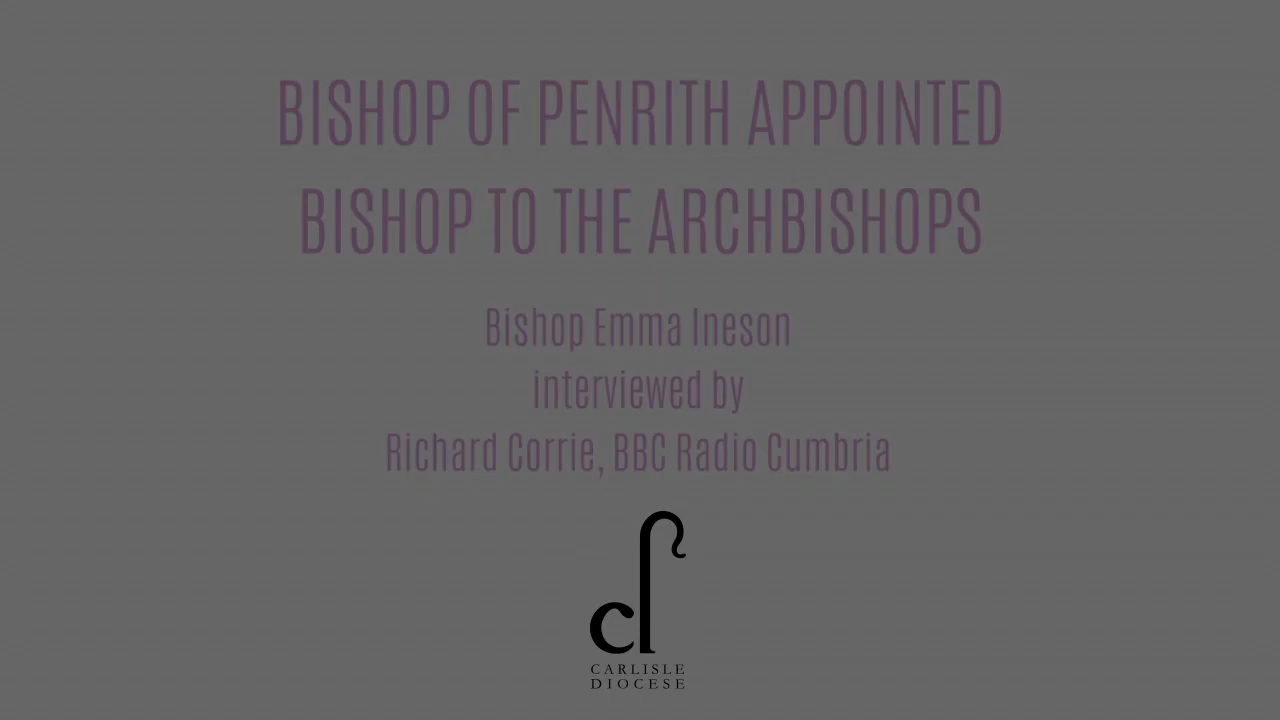 BISHOP OF PENRITH APPOINTED
BISHOP TO THE ARCHBISHOPS
Bishop Emma Ineson
interviewed by
Richard Corrie, BBC Radio Cumbria
cd
CARLISLE
DIOCESE